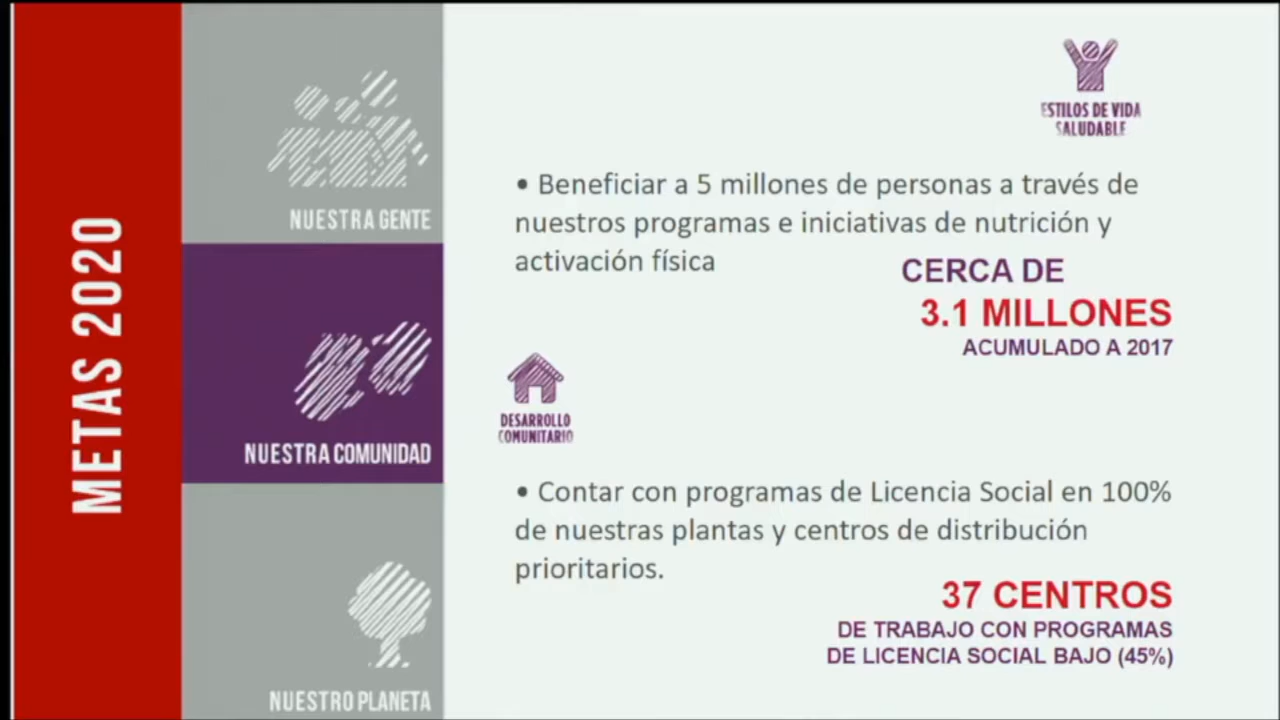 METAS 2020
NUESTRA GENTE
NUESTRA COMUNIDAD
NUESTRO PLANETA
ESTILOS DE VIDA
SALUDABLE
• Beneficiar a 5 millones de personas a través de
nuestros programas e iniciativas de nutrición y
activación física
CERCA DE
3.1 MILLONES
ACUMULADO A 2017
DESARROLLO
COMUNITARIO
• Contar con programas de Licencia Social en 100%
de nuestras plantas y centros de distribución
prioritarios.
37 CENTROS
DE TRABAJO CON PROGRAMAS
DE LICENCIA SOCIAL BAJO (45%)